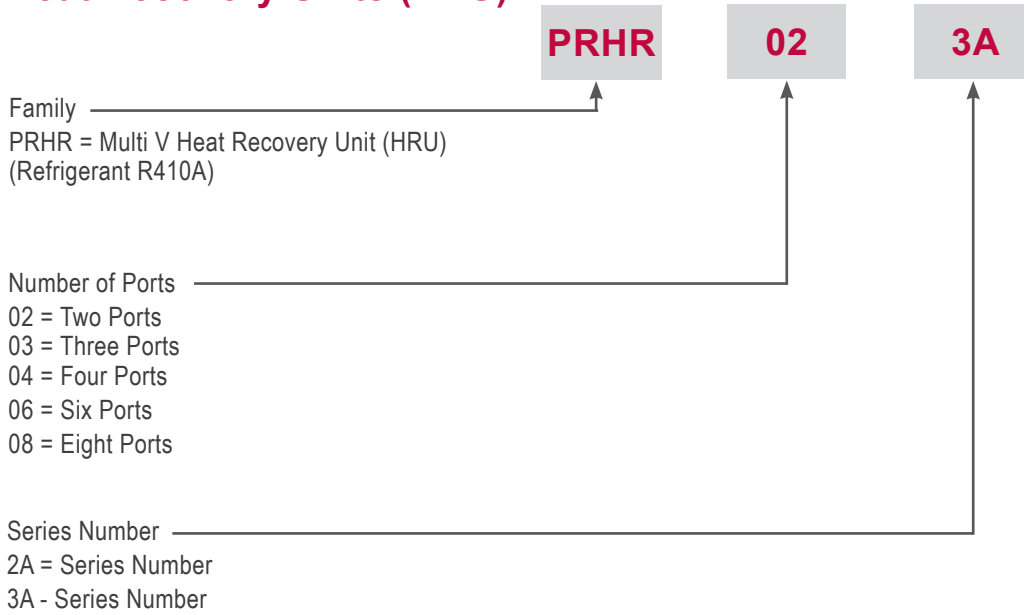 PRHR 02 3A
Family
PRHR = Multi V Heat Recovery Unit (HRU)
(Refrigerant R410A)
Number of Ports
02 = Two Ports
03 = Three Ports
04 = Four Ports
06 = Six Ports
08 = Eight Ports
Series Number
2A = Series Number
3A - Series Number